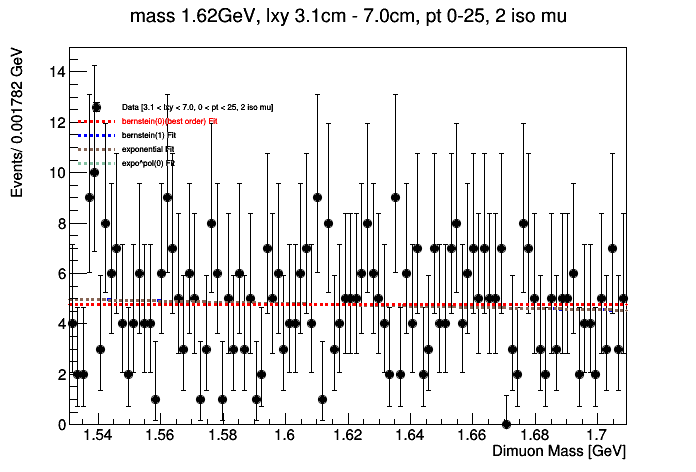 mass 1.62GeV, lxy 3.1cm - 7.0cm, pt 0-25, 2 iso mu
Events/ 0.001782 GeV
14
12
10
8
6
4
2
0
Data [3.1 < lxy < 7.0, 0 < pt < 25, 2 iso mu]
bernstein(0)(best order) Fit
bernstein(1) Fit
exponential Fit
expo*pol(0) Fit
1.54 1.56 1.58 1.6 1.62 1.64 1.66 1.68 1.7
Dimuon Mass [GeV]